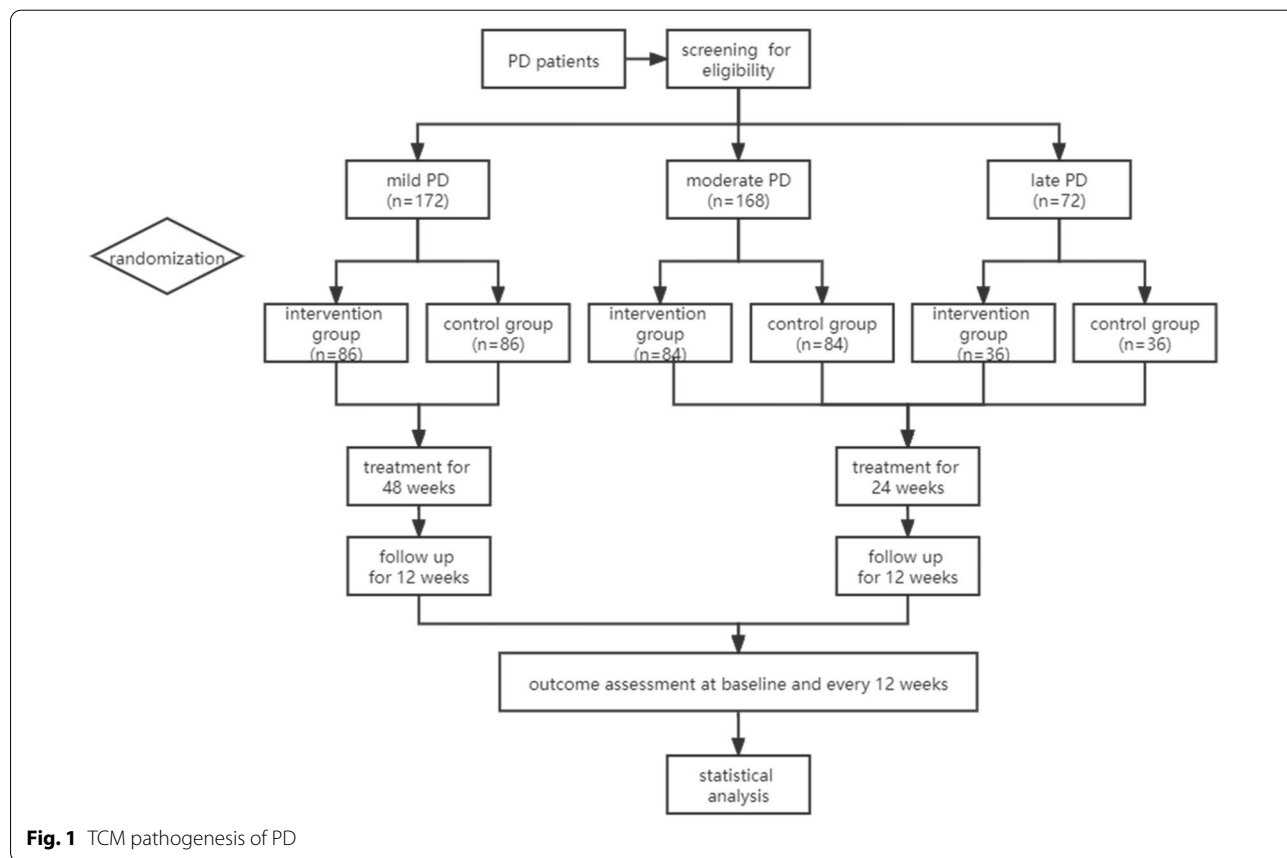 PD patients
screening for
eligibility
mild PD
(n=172)
moderate PD
(n=168)
late PD
(n=72)
randomization
intervention
group
(n=86)
control group
(n=86)
intervention
group
(n=84)
control group
(n=84)
intervention
group
(n=36)
control group
(n=36)
treatment for
48 weeks
treatment for
24 weeks
follow up
for 12 weeks
follow up
for 12 weeks
outcome assessment at baseline and every 12 weeks
statistical
analysis
Fig. 1 TCM pathogenesis of PD